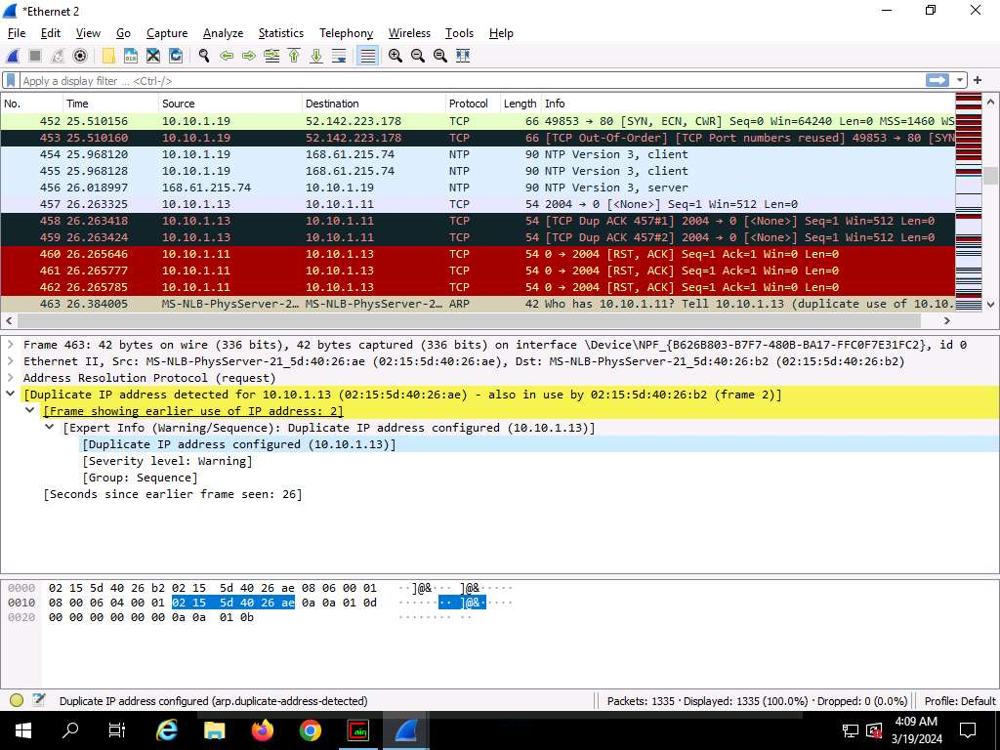 *Ethernet 2
File Edit View Go Capture Analyze Statistics Telephony Wireless Tools Help
Apply a display filter ... <Ctrl-/>
No. Time Source Destination Protocol Length Info
452 25.510156 10.10.1.19 52.142.223.178 TCP 66 49853 → 80 [SYN, ECN, CWR] Seq=0 Win=64240 Len=0 MSS=1460 WS
453 25.510160 10.10.1.19 52.142.223.178 TCP 66 [TCP Out-Of-Order] [TCP Port numbers reused] 49853 → 80 [SYN
454 25.968120 10.10.1.19 168.61.215.74 NTP 90 NTP Version 3, client
455 25.968128 10.10.1.19 168.61.215.74 NTP 90 NTP Version 3, client
456 26.018997 168.61.215.74 10.10.1.19 NTP 90 NTP Version 3, server
457 26.263325 10.10.1.13 10.10.1.11 TCP 54 2004 → 0 [<None>] Seq=1 Win=512 Len=0
458 26.263418 10.10.1.13 10.10.1.11 TCP 54 [TCP Dup ACK 457#1] 2004 → 0 [<None>] Seq=1 Win=512 Len=0
459 26.263424 10.10.1.13 10.10.1.11 TCP 54 [TCP Dup ACK 457#2] 2004 → 0 [<None>] Seq=1 Win=512 Len=0
460 26.265646 10.10.1.11 10.10.1.13 TCP 54 0 → 2004 [RST, ACK] Seq=1 Ack=1 Win=0 Len=0
461 26.265777 10.10.1.11 10.10.1.13 TCP 54 0 → 2004 [RST, ACK] Seq=1 Ack=1 Win=0 Len=0
462 26.265785 10.10.1.11 10.10.1.13 TCP 54 0 → 2004 [RST, ACK] Seq=1 Ack=1 Win=0 Len=0
463 26.384005 MS-NLB-PhysServer-2… MS-NLB-PhysServer-2… ARP 42 Who has 10.10.1.11? Tell 10.10.1.13 (duplicate use of 10.10.
Frame 463: 42 bytes on wire (336 bits), 42 bytes captured (336 bits) on interface \Device\NPF_{B626B803-B7F7-480B-BA17-FFC0F7E31FC2}, id 0
Ethernet II, Src: MS-NLB-PhysServer-21_5d:40:26:ae (02:15:5d:40:26:ae), Dst: MS-NLB-PhysServer-21_5d:40:26:b2 (02:15:5d:40:26:b2)
Address Resolution Protocol (request)
[Duplicate IP address detected for 10.10.1.13 (02:15:5d:40:26:ae) - also in use by 02:15:5d:40:26:b2 (frame 2)]
[Frame showing earlier use of IP address: 2]
[Expert Info (Warning/Sequence): Duplicate IP address configured (10.10.1.13)]
[Duplicate IP address configured (10.10.1.13)]
[Severity level: Warning]
[Group: Sequence]
[Seconds since earlier frame seen: 26]
0000 02 15 5d 40 26 b2 02 15 5d 40 26 ae 08 06 00 01 ··]@&··· ]@&·····
0010 08 00 06 04 00 01 02 15 5d 40 26 ae 0a 0a 01 0d ········ ]@&·····
0020 00 00 00 00 00 00 0a 0a 01 0b ········ ··
Duplicate IP address configured (arp.duplicate-address-detected)
Packets: 1335 · Displayed: 1335 (100.0%) · Dropped: 0 (0.0%)
Profile: Default
4:09 AM
3/19/2024